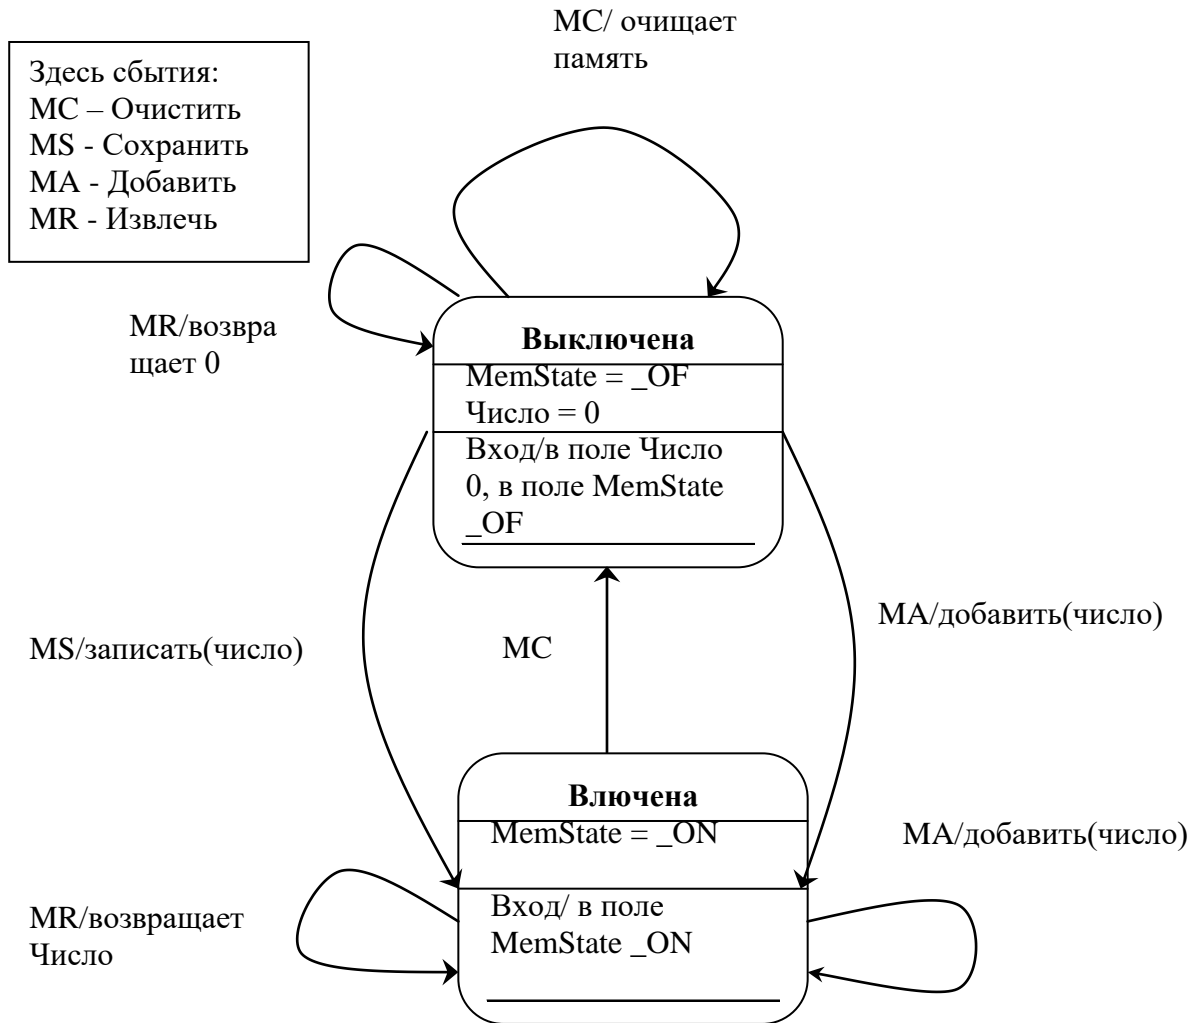 MC/ очищает
память
Здесь сбытия:
MC – Очистить
MS - Сохранить
MA - Добавить
MR - Извлечь
MR/возвра
щает 0
Выключена
MemState = _OF
Число = 0
Вход/в поле Число
0, в поле MemState
_OF
MS/записать(число)
MC
MA/добавить(число)
Влючена
MemState = _ON
Вход/ в поле
MemState _ON
MA/добавить(число)
MR/возвращает
Число